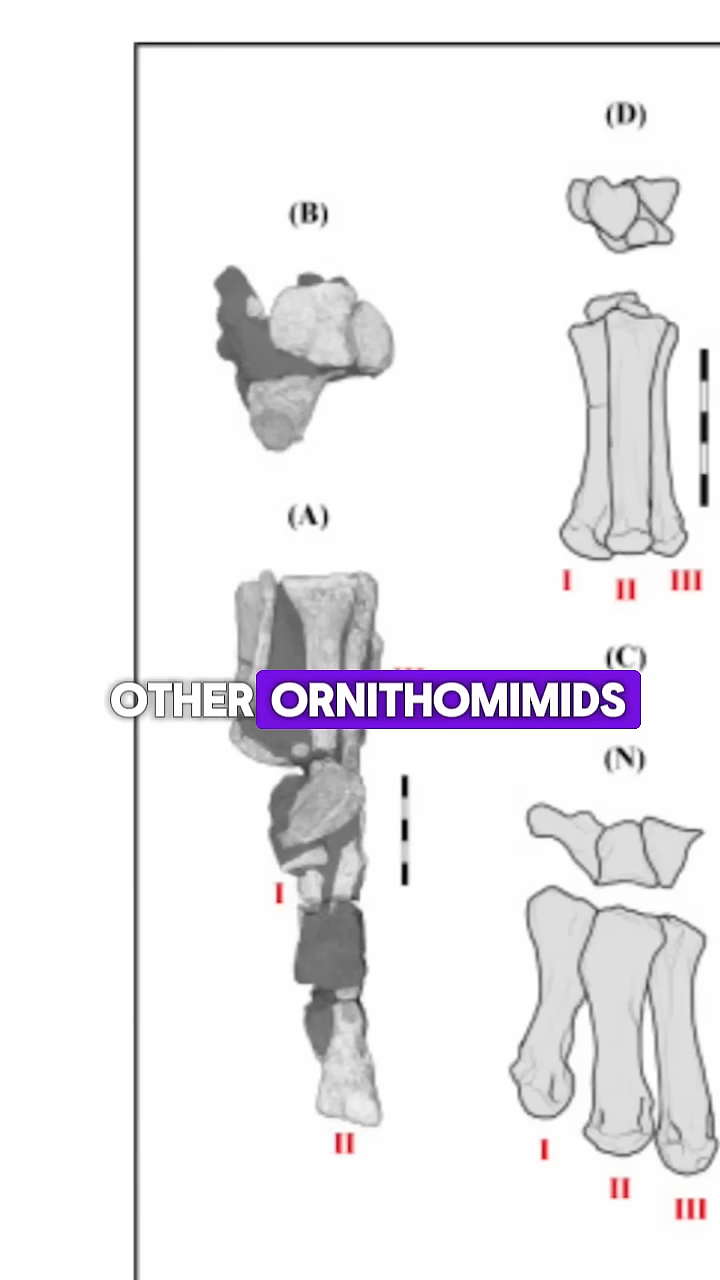 (D)
(B)
(A)
I II III
(C)
OTHER ORNITHOMIMIDS
(N)
I
II
I
II
III